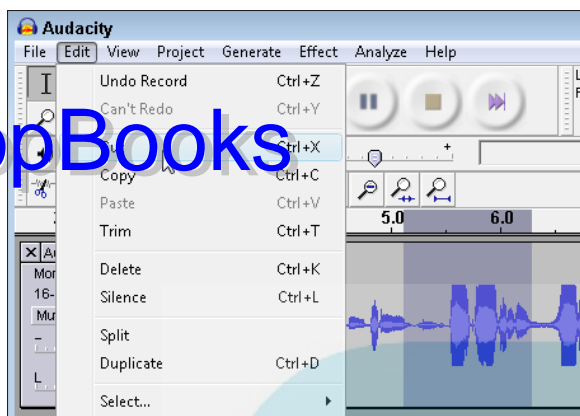 Audacity
File Edit View Project Generate Effect Analyze Help
Undo Record Ctrl+Z
Can't Redo Ctrl+Y
ppBooks
Ctrl+X
Copy Ctrl+C
Paste Ctrl+V
Trim Ctrl+T
5.0 6.0
Delete Ctrl+K
Silence Ctrl+L
Split
Duplicate Ctrl+D
Select...
L